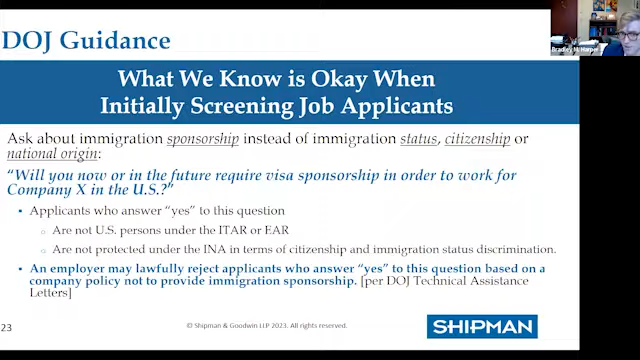 DOJ Guidance
Bradley M. Harper
What We Know is Okay When
Initially Screening Job Applicants
Ask about immigration sponsorship instead of immigration status, citizenship or
national origin:
“Will you now or in the future require visa sponsorship in order to work for
Company X in the U.S.?”
▪ Applicants who answer “yes” to this question
o Are not U.S. persons under the ITAR or EAR
o Are not protected under the INA in terms of citizenship and immigration status discrimination.
▪ An employer may lawfully reject applicants who answer “yes” to this question based on a
company policy not to provide immigration sponsorship. [per DOJ Technical Assistance
Letters]
23
© Shipman & Goodwin LLP 2023. All rights reserved.
SHIPMAN